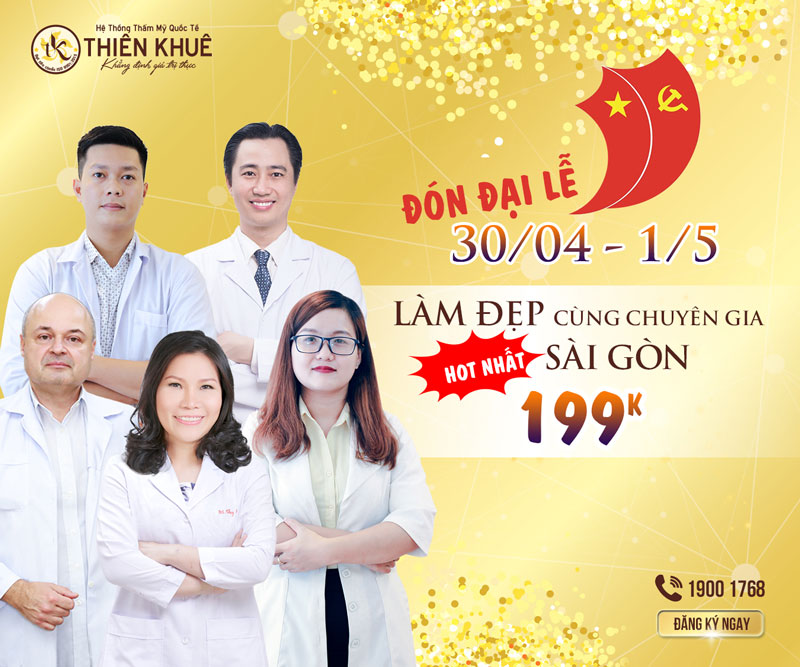 Hệ Thống Thẩm Mỹ Quốc Tế
THIÊN KHUÊ
Khẳng định giá trị thực
ĐÓN ĐẠI LỄ
30/04 - 1/5
LÀM ĐẸP CÙNG CHUYÊN GIA
HOT NHẤT SÀI GÒN
199K
1900 1768
ĐĂNG KÝ NGAY